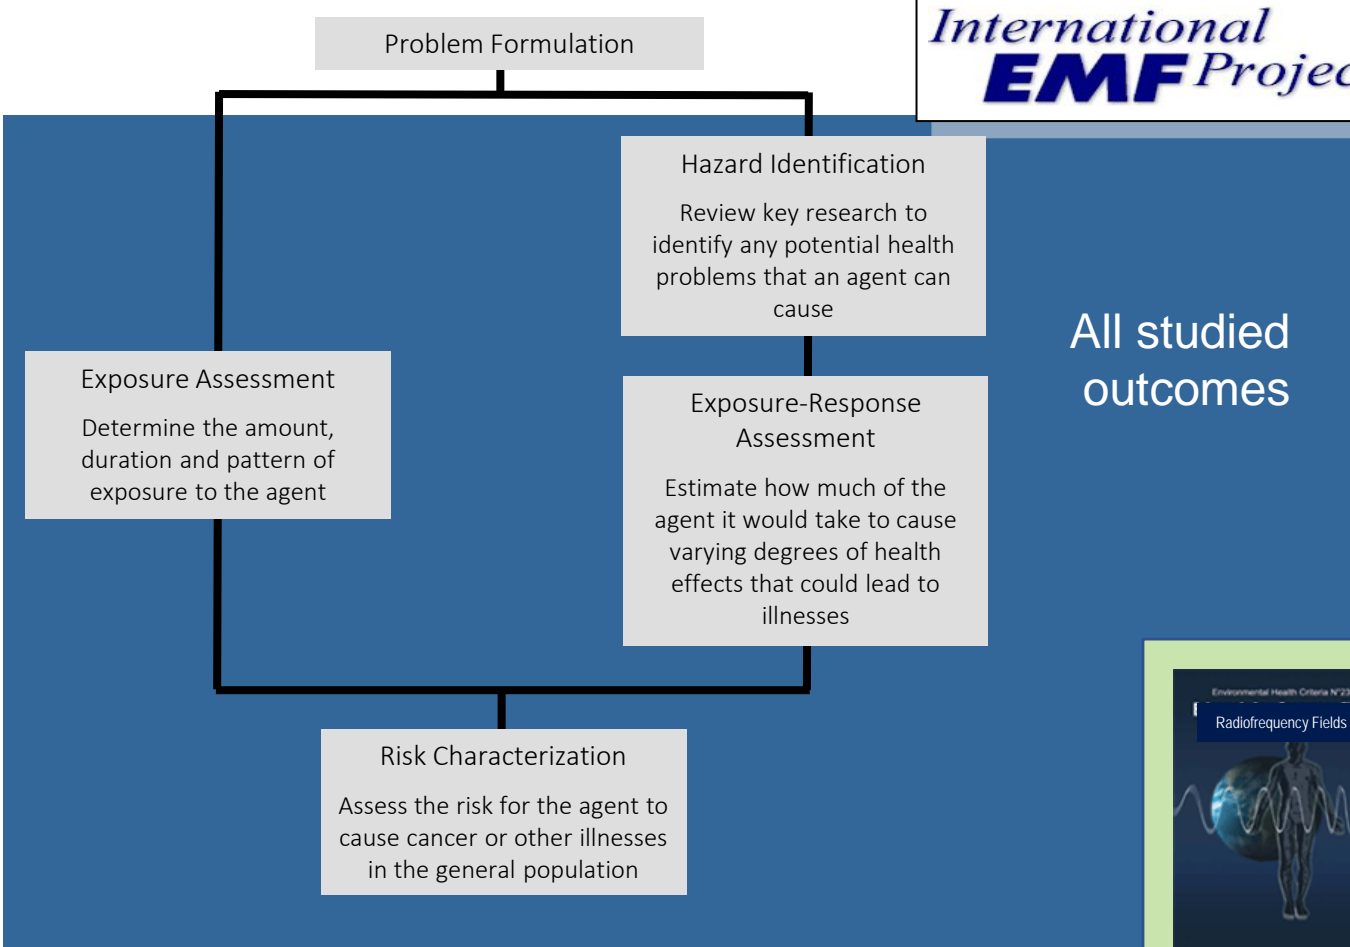 International
EMF Projec
Problem Formulation
Hazard Identification
Review key research to
identify any potential health
problems that an agent can
cause
All studied
outcomes
Exposure Assessment
Determine the amount,
duration and pattern of
exposure to the agent
Exposure-Response
Assessment
Estimate how much of the
agent it would take to cause
varying degrees of health
effects that could lead to
illnesses
Risk Characterization
Assess the risk for the agent to
cause cancer or other illnesses
in the general population
Environmental Health Criteria N°23
Radiofrequency Fields